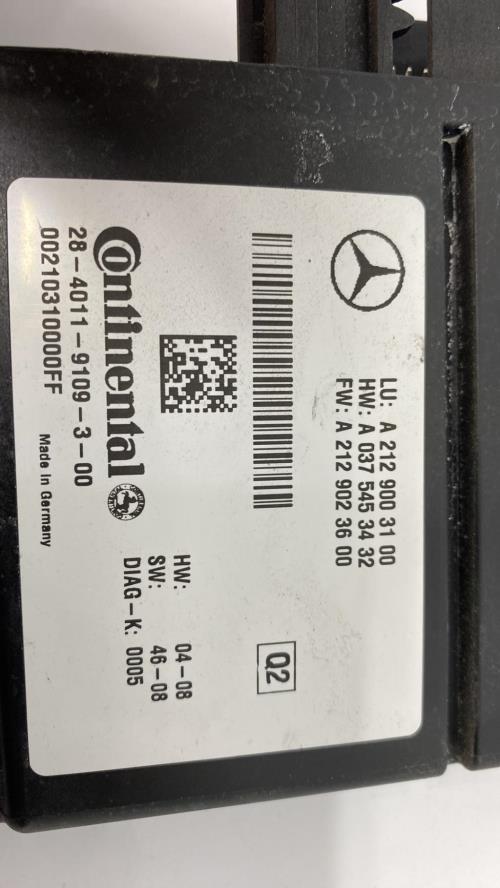 LU: A 212 900 31 00
HW: A 037 545 34 32
FW: A 212 902 36 00
Q2
HW: 04-08
SW: 46-08
DIAG-K: 0005
Continental
28-4011-9109-3-00
00210310000FF
Made in Germany